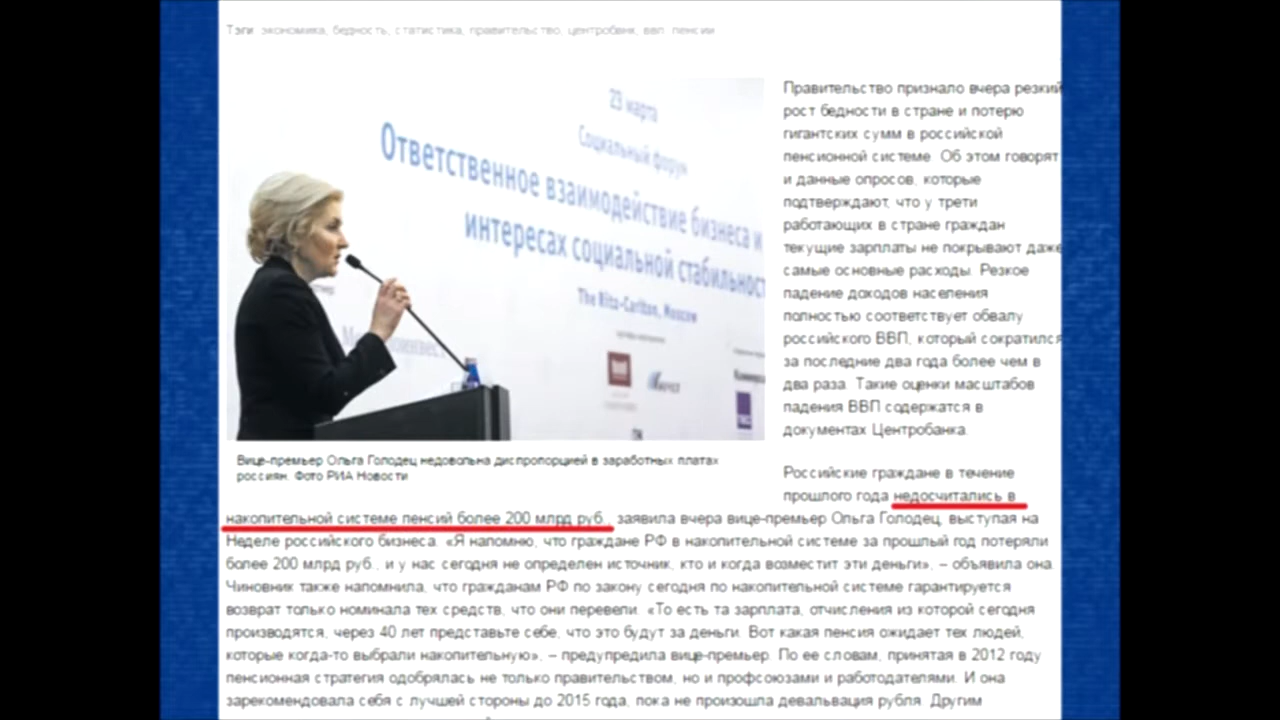 Тэги: экономика, бедность, статистика, правительство, центробанк, ввп, пенсии
23 марта
Социальный форум
Ответственное взаимодействие бизнеса и
интересах социальной стабильност
The Ritz-Carlton, Moscow
Правительство признало вчера резкий
рост бедности в стране и потерю
гигантских сумм в российской
пенсионной системе. Об этом говорят
и данные опросов, которые
подтверждают, что у трети
работающих в стране граждан
текущие зарплаты не покрывают даже
самые основные расходы. Резкое
падение доходов населения
полностью соответствует обвалу
российского ВВП, который сократился
за последние два года более чем в
два раза. Такие оценки масштабов
падения ВВП содержатся в
документах Центробанка.
Вице-премьер Ольга Голодец недовольна диспропорцией в заработных платах
россиян. Фото РИА Новости
Российские граждане в течение
прошлого года недосчитались в
накопительной системе пенсий более 200 млрд руб., заявила вчера вице-премьер Ольга Голодец, выступая на
Неделе российского бизнеса. «Я напомню, что граждане РФ в накопительной системе за прошлый год потеряли
более 200 млрд руб., и у нас сегодня не определен источник, кто и когда возместит эти деньги», – объявила она.
Чиновник также напомнила, что гражданам РФ по закону сегодня по накопительной системе гарантируется
возврат только номинала тех средств, что они перевели. «То есть та зарплата, отчисления из которой сегодня
производятся, через 40 лет представьте себе, что это будут за деньги. Вот какая пенсия ожидает тех людей,
которые когда-то выбрали накопительную», – предупредила вице-премьер. По ее словам, принятая в 2012 году
пенсионная стратегия одобрялась не только правительством, но и профсоюзами и работодателями. И она
зарекомендовала себя с лучшей стороны до 2015 года, пока не произошла девальвация рубля. Другим